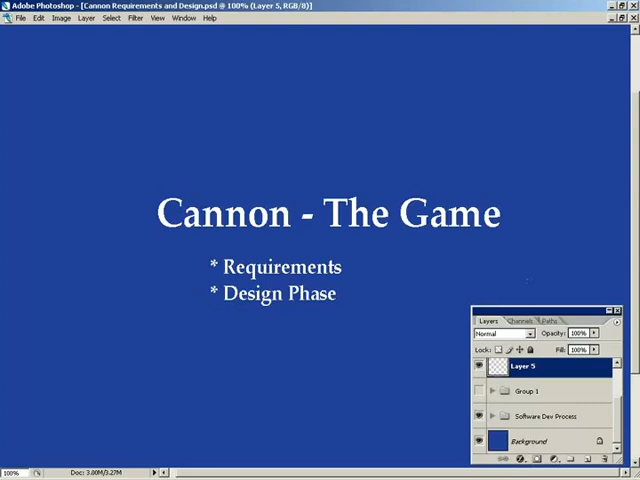 Adobe Photoshop - [Cannon Requirements and Design.psd @ 100% (Layer 5, RGB/8)]
File Edit Image Layer Select Filter View Window Help
Cannon - The Game
* Requirements
* Design Phase
Layers Channels Paths
Normal Opacity: 100%
Lock: Fill: 100%
Layer 5
Group 1
Software Dev Process
Background
100% Doc: 3.00M/3.27M